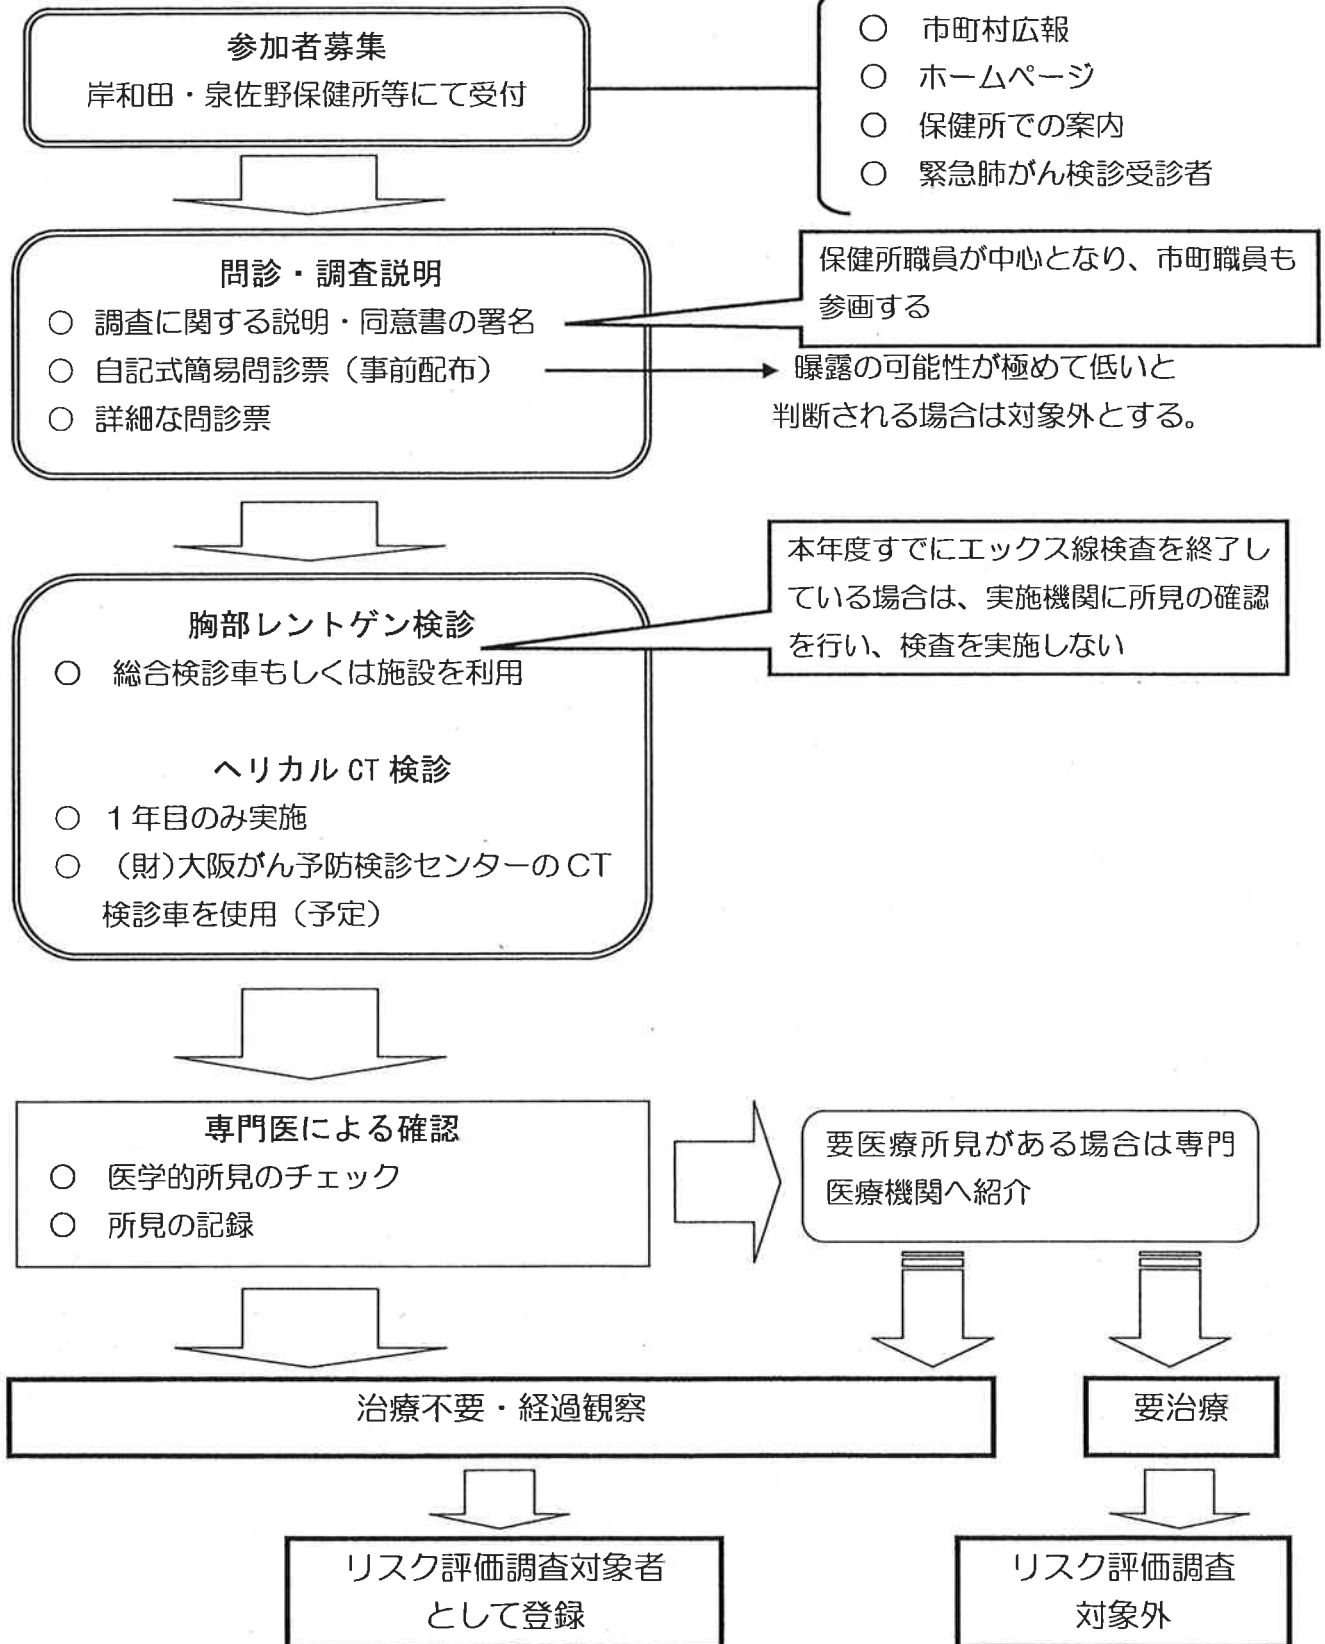 参加者募集
岸和田・泉佐野保健所等にて受付
○ 市町村広報
○ ホームページ
○ 保健所での案内
○ 緊急肺がん検診受診者
問診・調査説明
○ 調査に関する説明・同意書の署名
○ 自記式簡易問診票（事前配布）
○ 詳細な問診票
保健所職員が中心となり、市町職員も
参画する
曝露の可能性が極めて低いと
判断される場合は対象外とする。
胸部レントゲン検診
○ 総合検診車もしくは施設を利用
本年度すでにエックス線検査を終了し
ている場合は、実施機関に所見の確認
を行い、検査を実施しない
ヘリカル CT 検診
○ 1年目のみ実施
○ （財）大阪がん予防検診センターの CT
検診車を使用（予定）
専門医による確認
○ 医学的所見のチェック
○ 所見の記録
要医療所見がある場合は専門
医療機関へ紹介
治療不要・経過観察
要治療
リスク評価調査対象者
として登録
リスク評価調査
対象外